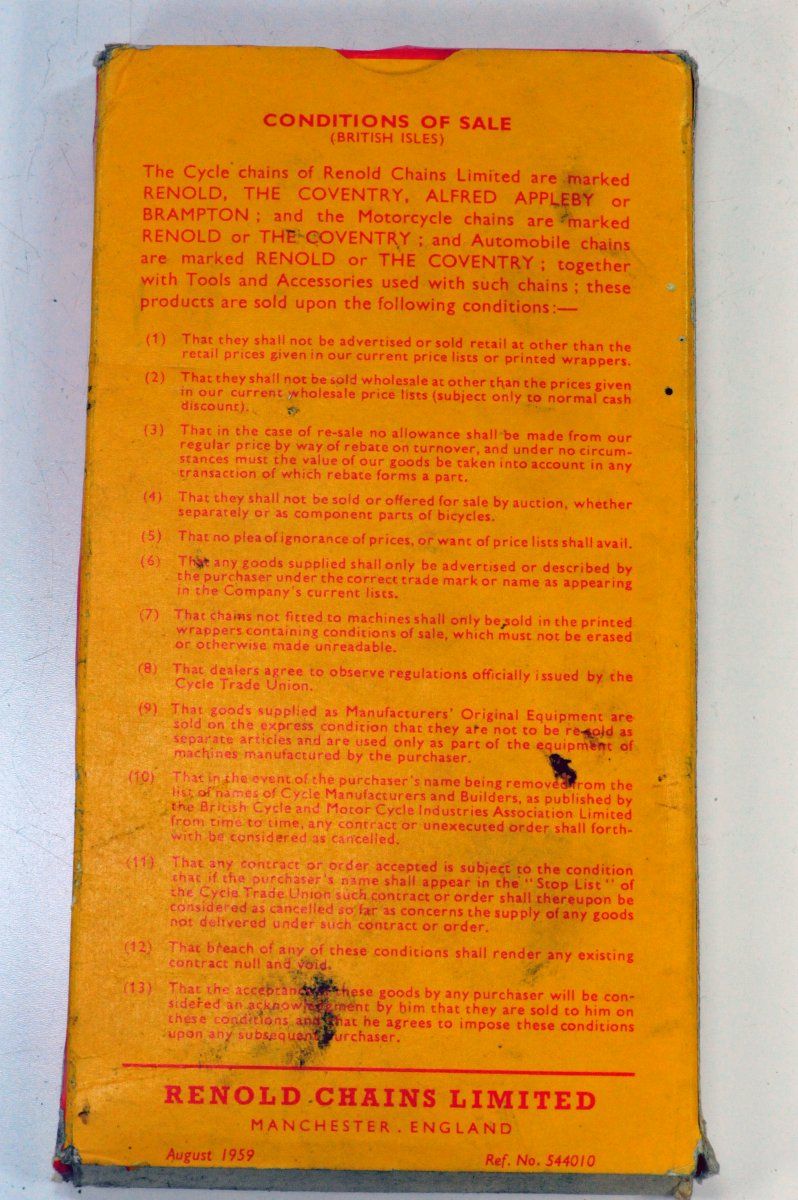 CONDITIONS OF SALE
(BRITISH ISLES)
The Cycle chains of Renold Chains Limited are marked
RENOLD, THE COVENTRY, ALFRED APPLEBY or
BRAMPTON ; and the Motorcycle chains are marked
RENOLD or THE COVENTRY ; and Automobile chains
are marked RENOLD or THE COVENTRY ; together
with Tools and Accessories used with such chains ; these
products are sold upon the following conditions:—
(1) That they shall not be advertised or sold retail at other than the
retail prices given in our current price lists or printed wrappers.
(2) That they shall not be sold wholesale at other than the prices given
in our current wholesale price lists (subject only to normal cash
discount).
(3) That in the case of re-sale no allowance shall be made from our
regular price by way of rebate on turnover, and under no circum-
stances must the value of our goods be taken into account in any
transaction of which rebate forms a part.
(4) That they shall not be sold or offered for sale by auction, whether
separately or as component parts of bicycles.
(5) That no plea of ignorance of prices, or want of price lists shall avail.
(6) That any goods supplied shall only be advertised or described by
the purchaser under the correct trade mark or name as appearing
in the Company's current lists.
(7) That chains not fitted to machines shall only be sold in the printed
wrappers containing conditions of sale, which must not be erased
or otherwise made unreadable.
(8) That dealers agree to observe regulations officially issued by the
Cycle Trade Union.
(9) That goods supplied as Manufacturers' Original Equipment are
sold on the express condition that they are not to be re-sold as
separate articles and are used only as part of the equipment of
machines manufactured by the purchaser.
(10) That in the event of the purchaser's name being removed from the
list of names of Cycle Manufacturers and Builders, as published by
the British Cycle and Motor Cycle Industries Association Limited
from time to time, any contract or unexecuted order shall forth-
with be considered as cancelled.
(11) That any contract or order accepted is subject to the condition
that if the purchaser's name shall appear in the "Stop List" of
the Cycle Trade Union such contract or order shall thereupon be
considered as cancelled so far as concerns the supply of any goods
not delivered under such contract or order.
(12) That breach of any of these conditions shall render any existing
contract null and void.
(13) That the acceptance of these goods by any purchaser will be con-
sidered an acknowledgment by him that they are sold to him on
these conditions and that he agrees to impose these conditions
upon any subsequent purchaser.
RENOLD CHAINS LIMITED
MANCHESTER . ENGLAND
August 1959 Ref. No. 544010